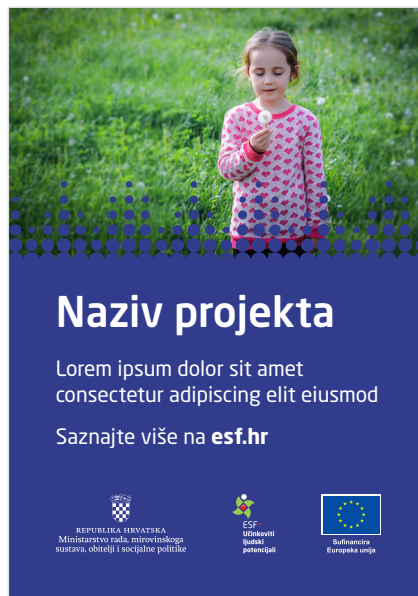 Naziv projekta
Lorem ipsum dolor sit amet
consectetur adipiscing elit eiusmod
Saznajte više na esf.hr
REPUBLIKA HRVATSKA
Ministarstvo rada, mirovinskoga
sustava, obitelji i socijalne politike
ESF+
Učinkoviti
ljudski
potencijali
Sufinancira
Europska unija